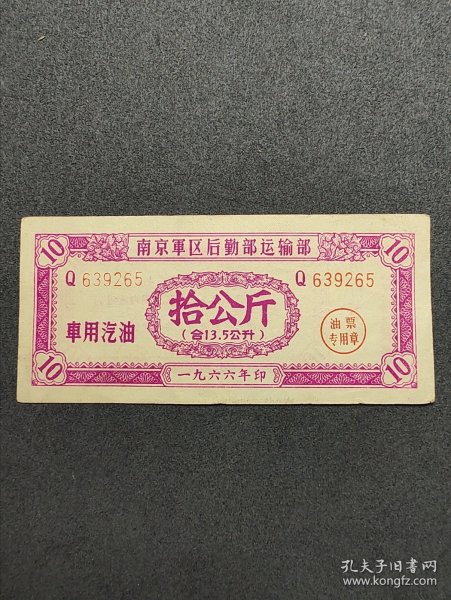 10 10
南京軍区后勤部运输部
Q 639265 Q 639265
拾公斤
(合13.5公升)
車用汽油
油票
专用章
10 10
一九六六年印
孔夫子旧书网
www.kongfz.com